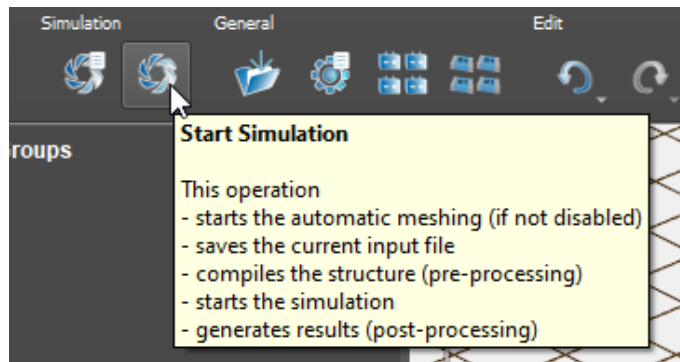 Simulation General Edit
roups
Start Simulation
This operation
- starts the automatic meshing (if not disabled)
- saves the current input file
- compiles the structure (pre-processing)
- starts the simulation
- generates results (post-processing)